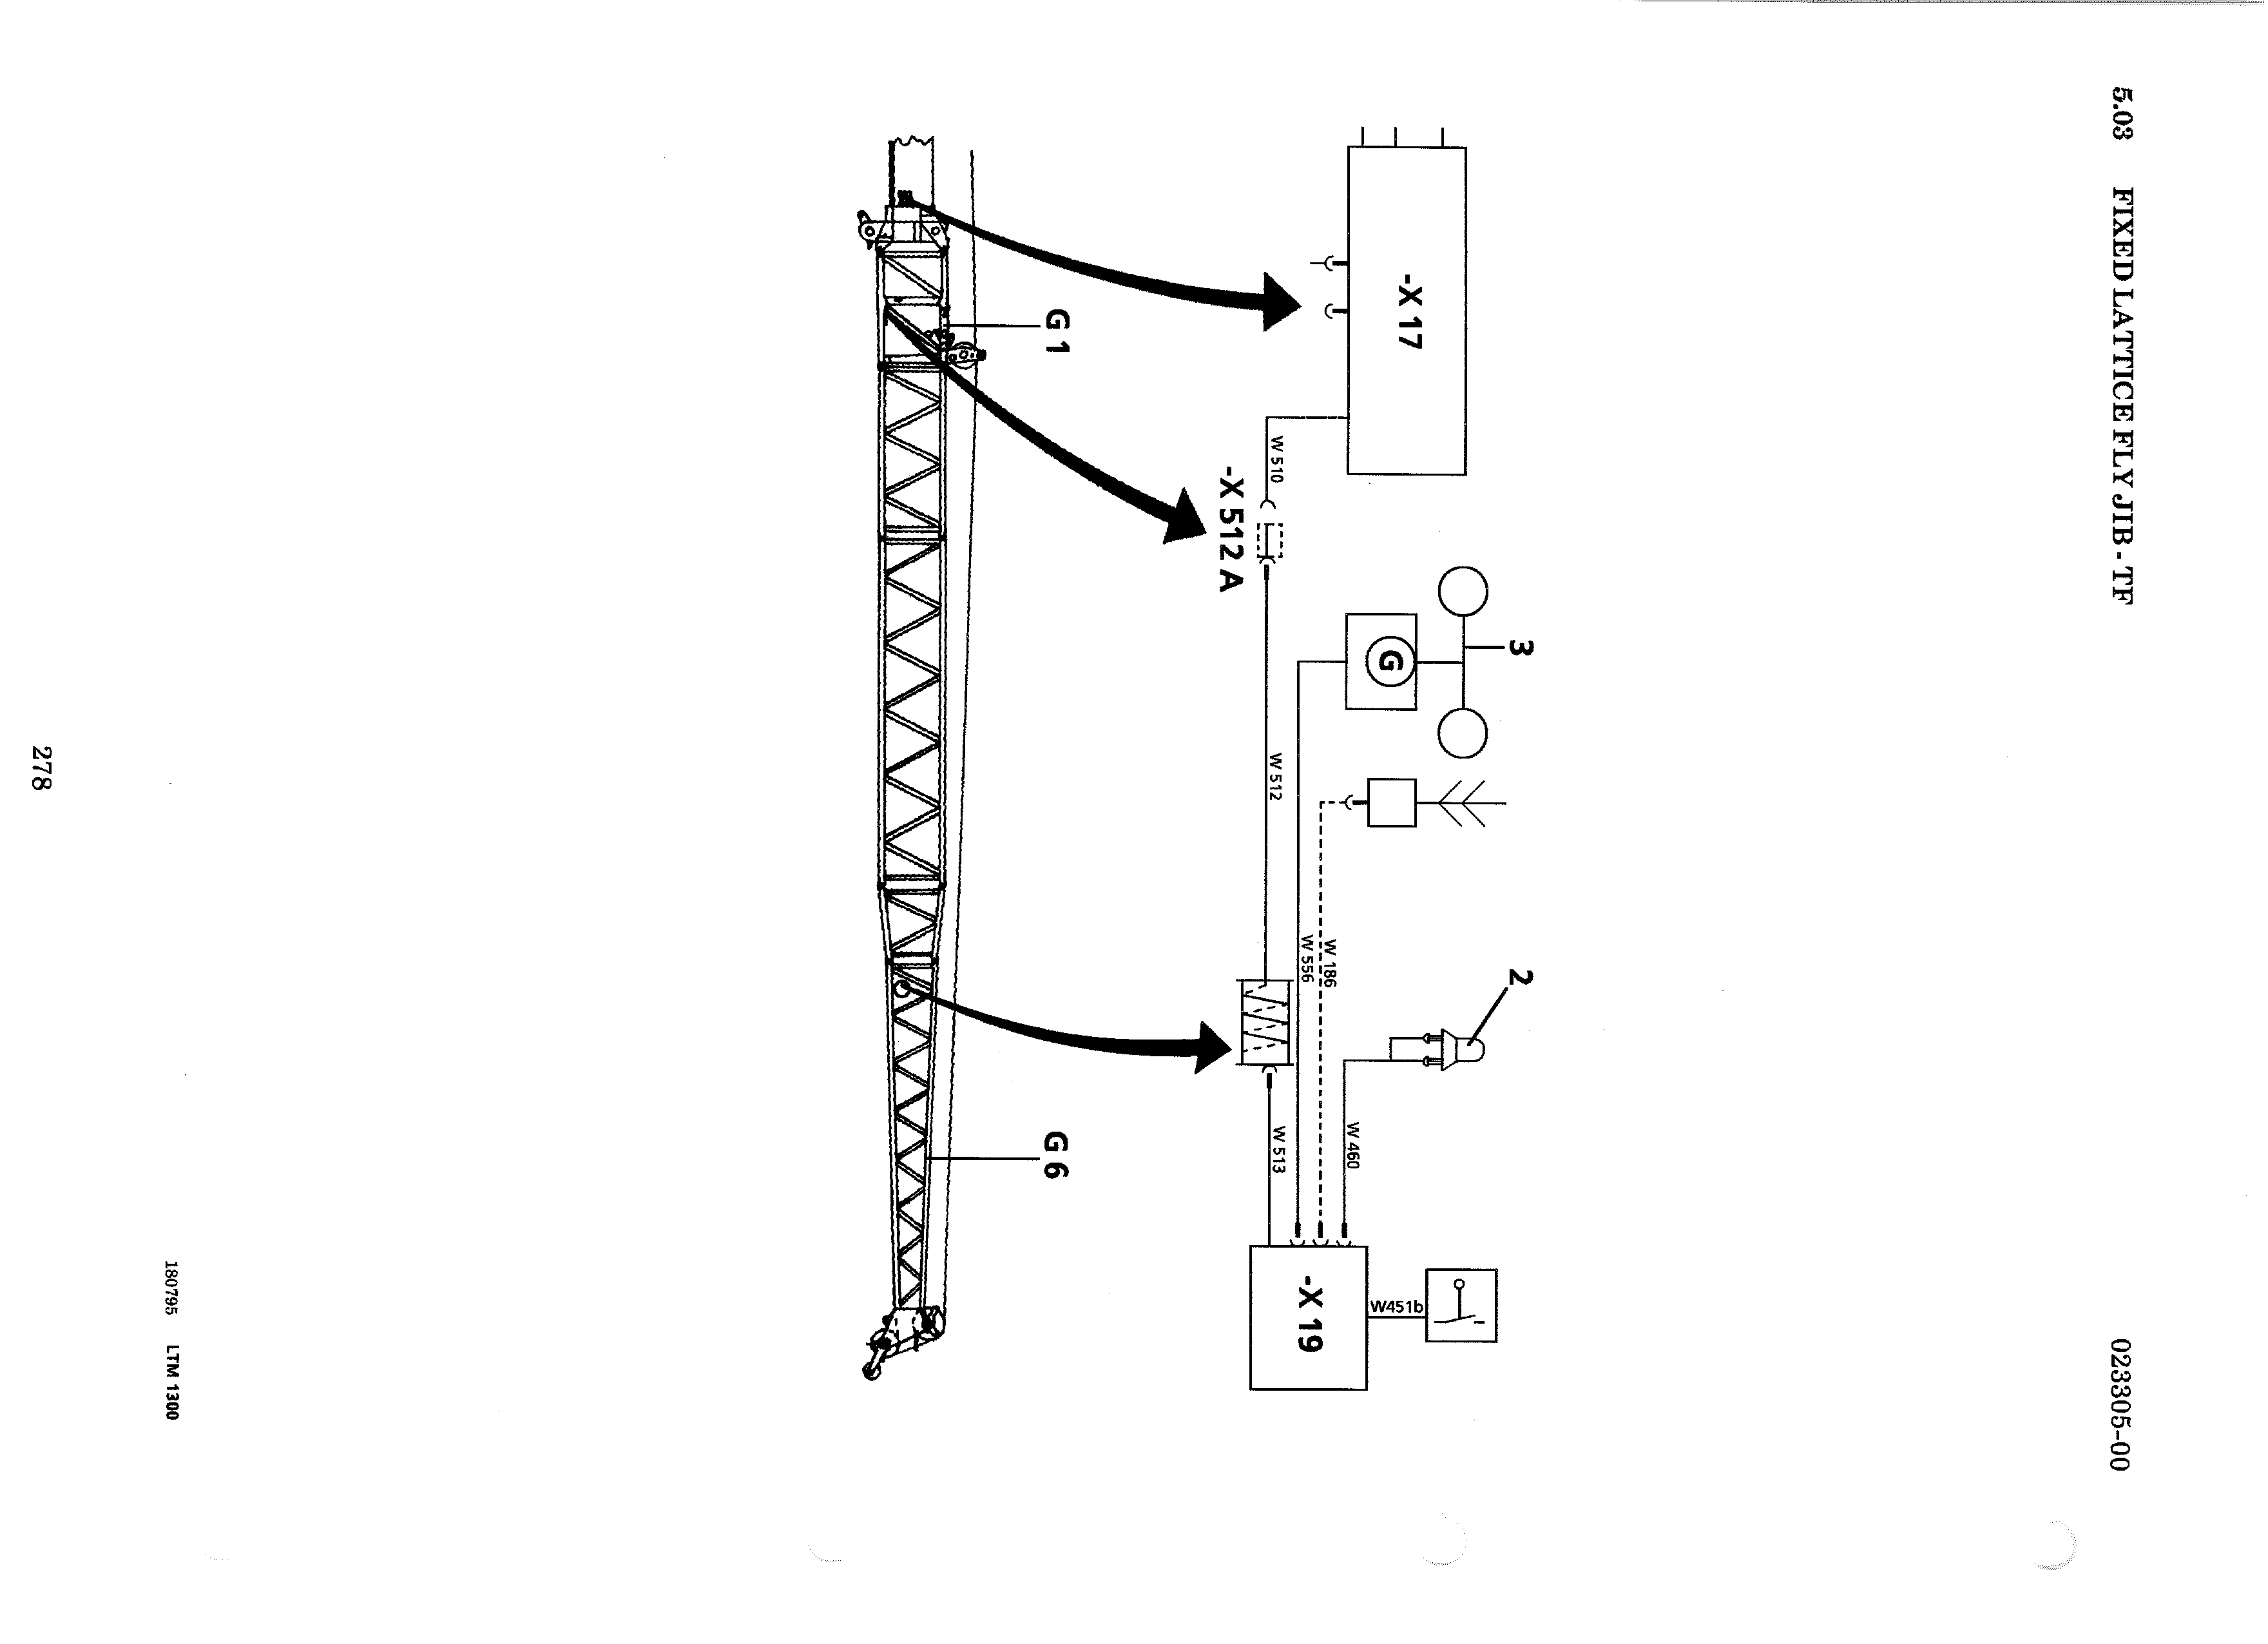 5.03 FIXED LATTICE FLY JIB - TF
023305-00
3
2
G
-X 17
W 510
-X 512 A
W 512
W 556
W 186
W 460
W 513
W451b
-X 19
G 1
G 6
180795 LTM 1300
278